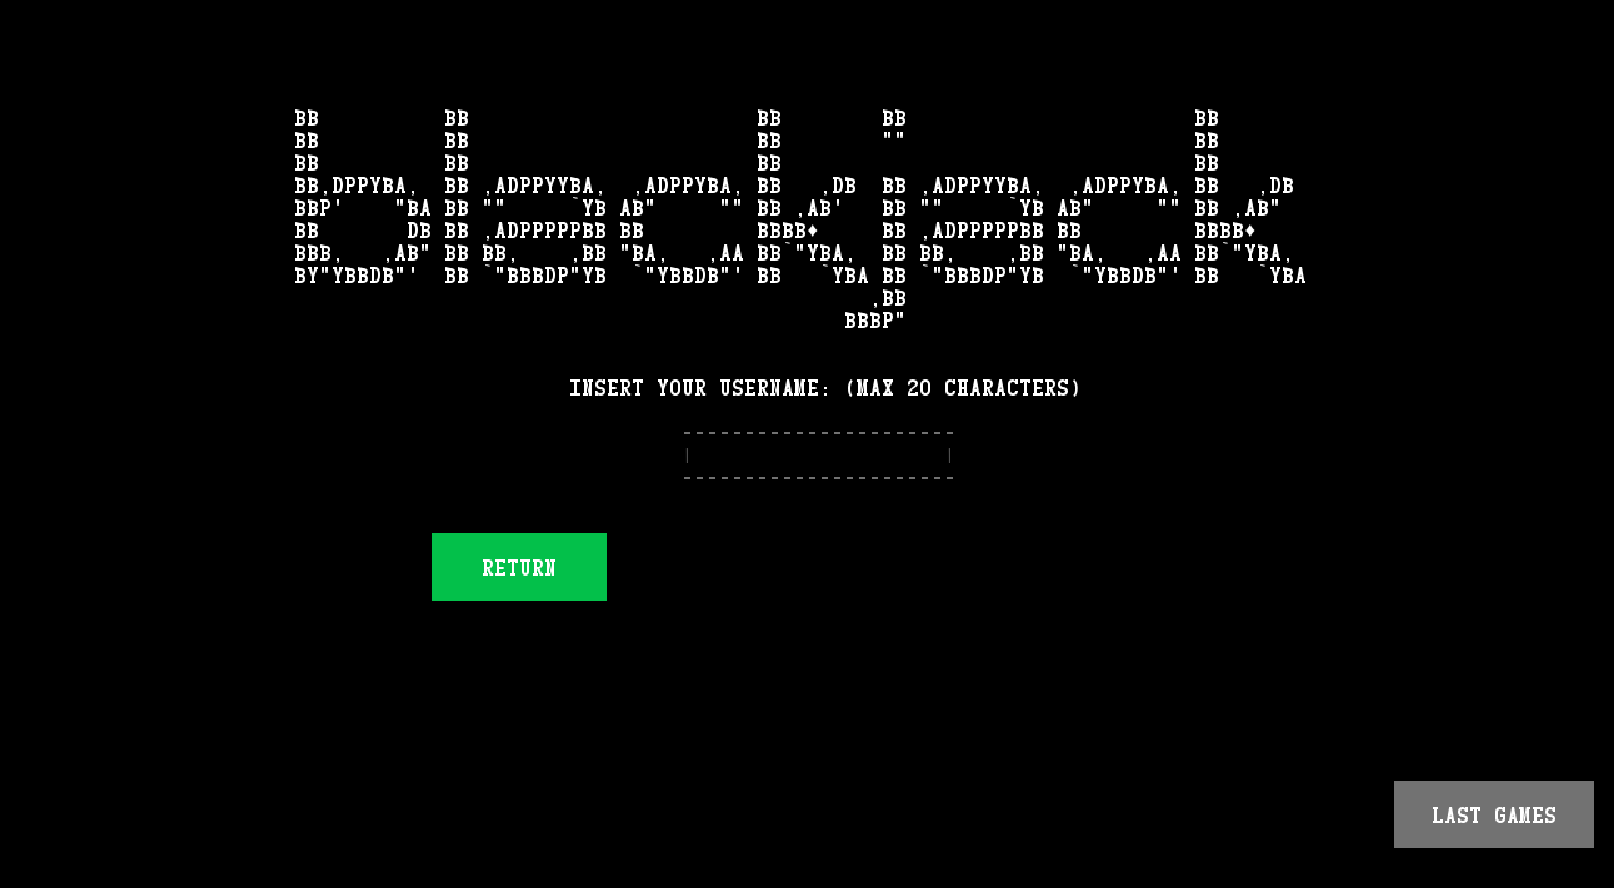 BB          BB                       BB        BB                       BB
BB          BB                       BB        ""                       BB
BB          BB                       BB                                 BB
BB,DPPYBA,  BB ,ADPPYYBA,  ,ADPPYBA, BB   ,DB  BB ,ADPPYYBA,  ,ADPPYBA, BB   ,DB
BBP'    "BA BB ""     `YB AB"     "" BB ,AB'   BB ""     `YB AB"     "" BB ,AB"
BB       DB BB ,ADPPPPPBB BB         BBBB♦     BB ,ADPPPPPBB BB         BBBB♦
BBB,   ,AB" BB BB,    ,BB "BA,   ,AA BB`"YBA,  BB BB,    ,BB "BA,   ,AA BB`"YBA,
BY"YBBDB"'  BB `"BBBDP"YB  `"YBBDB"' BB   `YBA BB `"BBBDP"YB  `"YBBDB"' BB   `YBA
                                              ,BB
                                            BBBP"
INSERT YOUR USERNAME: (MAX 20 CHARACTERS)
----------------------
|                    |
----------------------
RETURN
LAST GAMES